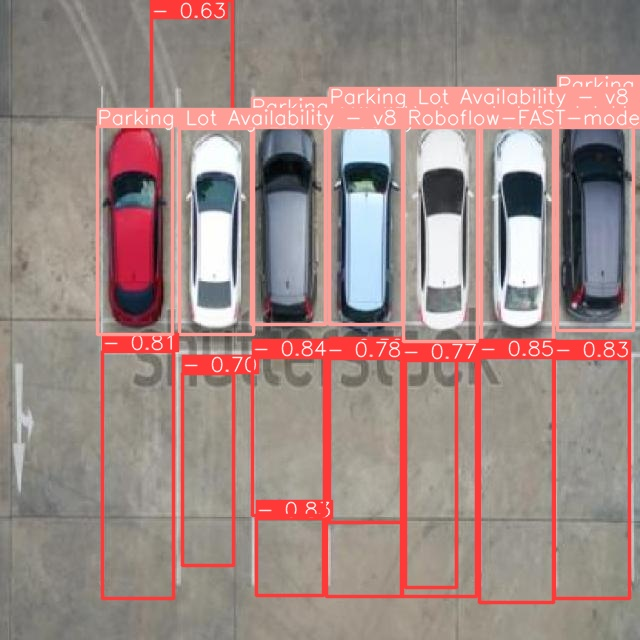 - 0.63
Parking
Parking Lot Availability - v8
Parking
Parking Lot Availability - v8 Roboflow-FAST-mode
- 0.81
- 0.70
- 0.84
- 0.78
- 0.77
- 0.85
- 0.83
shutterstock
- 0.83